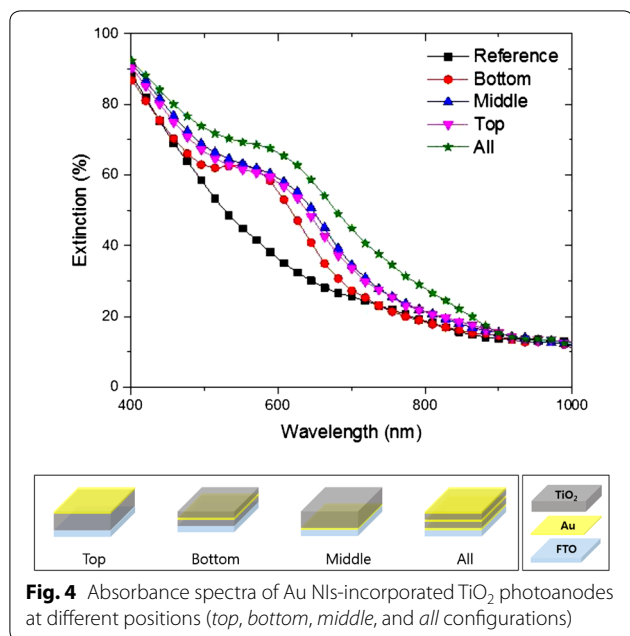 100
80
60
40
20
0
Extinction (%)
Reference
Bottom
Middle
Top
All
400
600
800
1000
Wavelength (nm)
Top
Bottom
Middle
All
TiO₂
Au
FTO
Fig. 4 Absorbance spectra of Au NIs-incorporated TiO₂ photoanodes
at different positions (top, bottom, middle, and all configurations)